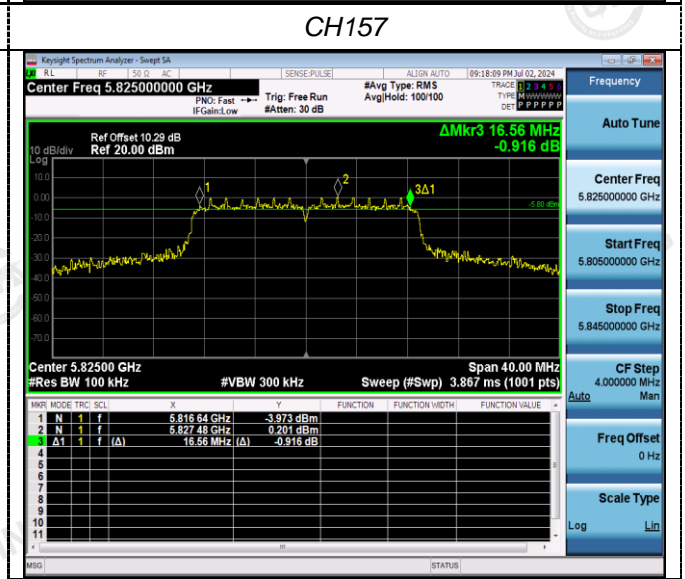 CH157
Keysight Spectrum Analyzer - Swept SA
RL RF 50 Ω AC SENSE:PULSE ALIGN AUTO 09:18:09 PM Jul 02, 2024
Center Freq 5.825000000 GHz #Avg Type: RMS TRACE 1 2 3 4 5 6
PNO: Fast Trig: Free Run Avg|Hold: 100/100 TYPE M WWWWW
IFGain:Low #Atten: 30 dB DET P P P P P P
Frequency
Auto Tune
Ref Offset 10.29 dB ΔMkr3 16.56 MHz
10 dB/div Ref 20.00 dBm -0.916 dB
Log
10.0
0.00
-10.0
-20.0
-30.0
-40.0
-50.0
-60.0
-70.0
1
2
3Δ1
-5.80 dBm
Center Freq
5.825000000 GHz
Start Freq
5.805000000 GHz
Stop Freq
5.845000000 GHz
Center 5.82500 GHz Span 40.00 MHz
#Res BW 100 kHz #VBW 300 kHz Sweep (#Swp) 3.867 ms (1001 pts)
CF Step
4.000000 MHz
Auto Man
MKR MODE TRC SCL X Y FUNCTION FUNCTION WIDTH FUNCTION VALUE
1 N 1 f 5.816 64 GHz -3.973 dBm
2 N 1 f 5.827 48 GHz 0.201 dBm
3 Δ1 1 f (Δ) 16.56 MHz (Δ) -0.916 dB
4
5
6
7
8
9
10
11
Freq Offset
0 Hz
Scale Type
Log Lin
MSG STATUS